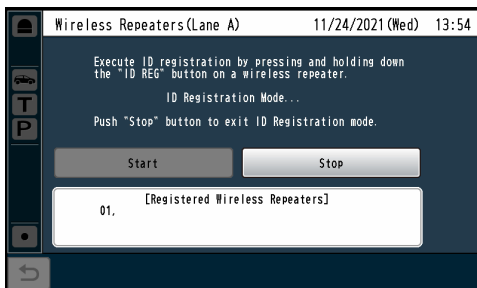 Wireless Repeaters(Lane A) 11/24/2021(Wed) 13:54
Execute ID registration by pressing and holding down
the "ID REG" button on a wireless repeater.
ID Registration Mode...
Push "Stop" button to exit ID Registration mode.
T
P
Start Stop
[Registered Wireless Repeaters]
01,